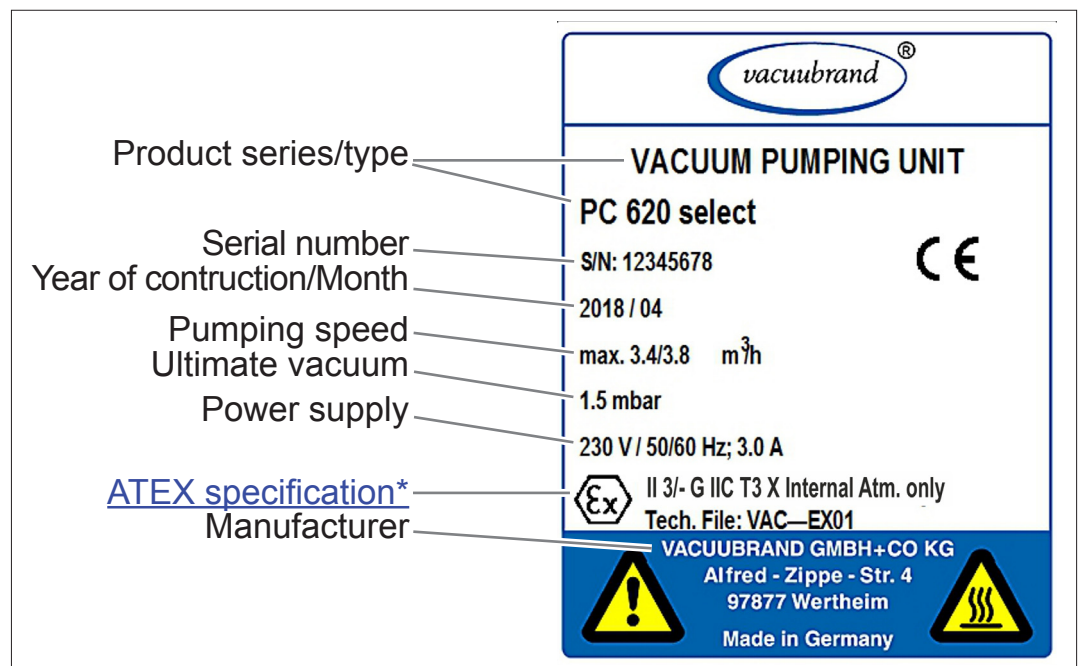 vacuubrand ®
Product series/type
VACUUM PUMPING UNIT
PC 620 select
Serial number
S/N: 12345678
CE
Year of contruction/Month
2018 / 04
Pumping speed
max. 3.4/3.8 m³/h
Ultimate vacuum
1.5 mbar
Power supply
230 V / 50/60 Hz; 3.0 A
ATEX specification*
Ex II 3/- G IIC T3 X Internal Atm. only
Tech. File: VAC—EX01
Manufacturer
VACUUBRAND GMBH+CO KG
Alfred - Zippe - Str. 4
97877 Wertheim
Made in Germany